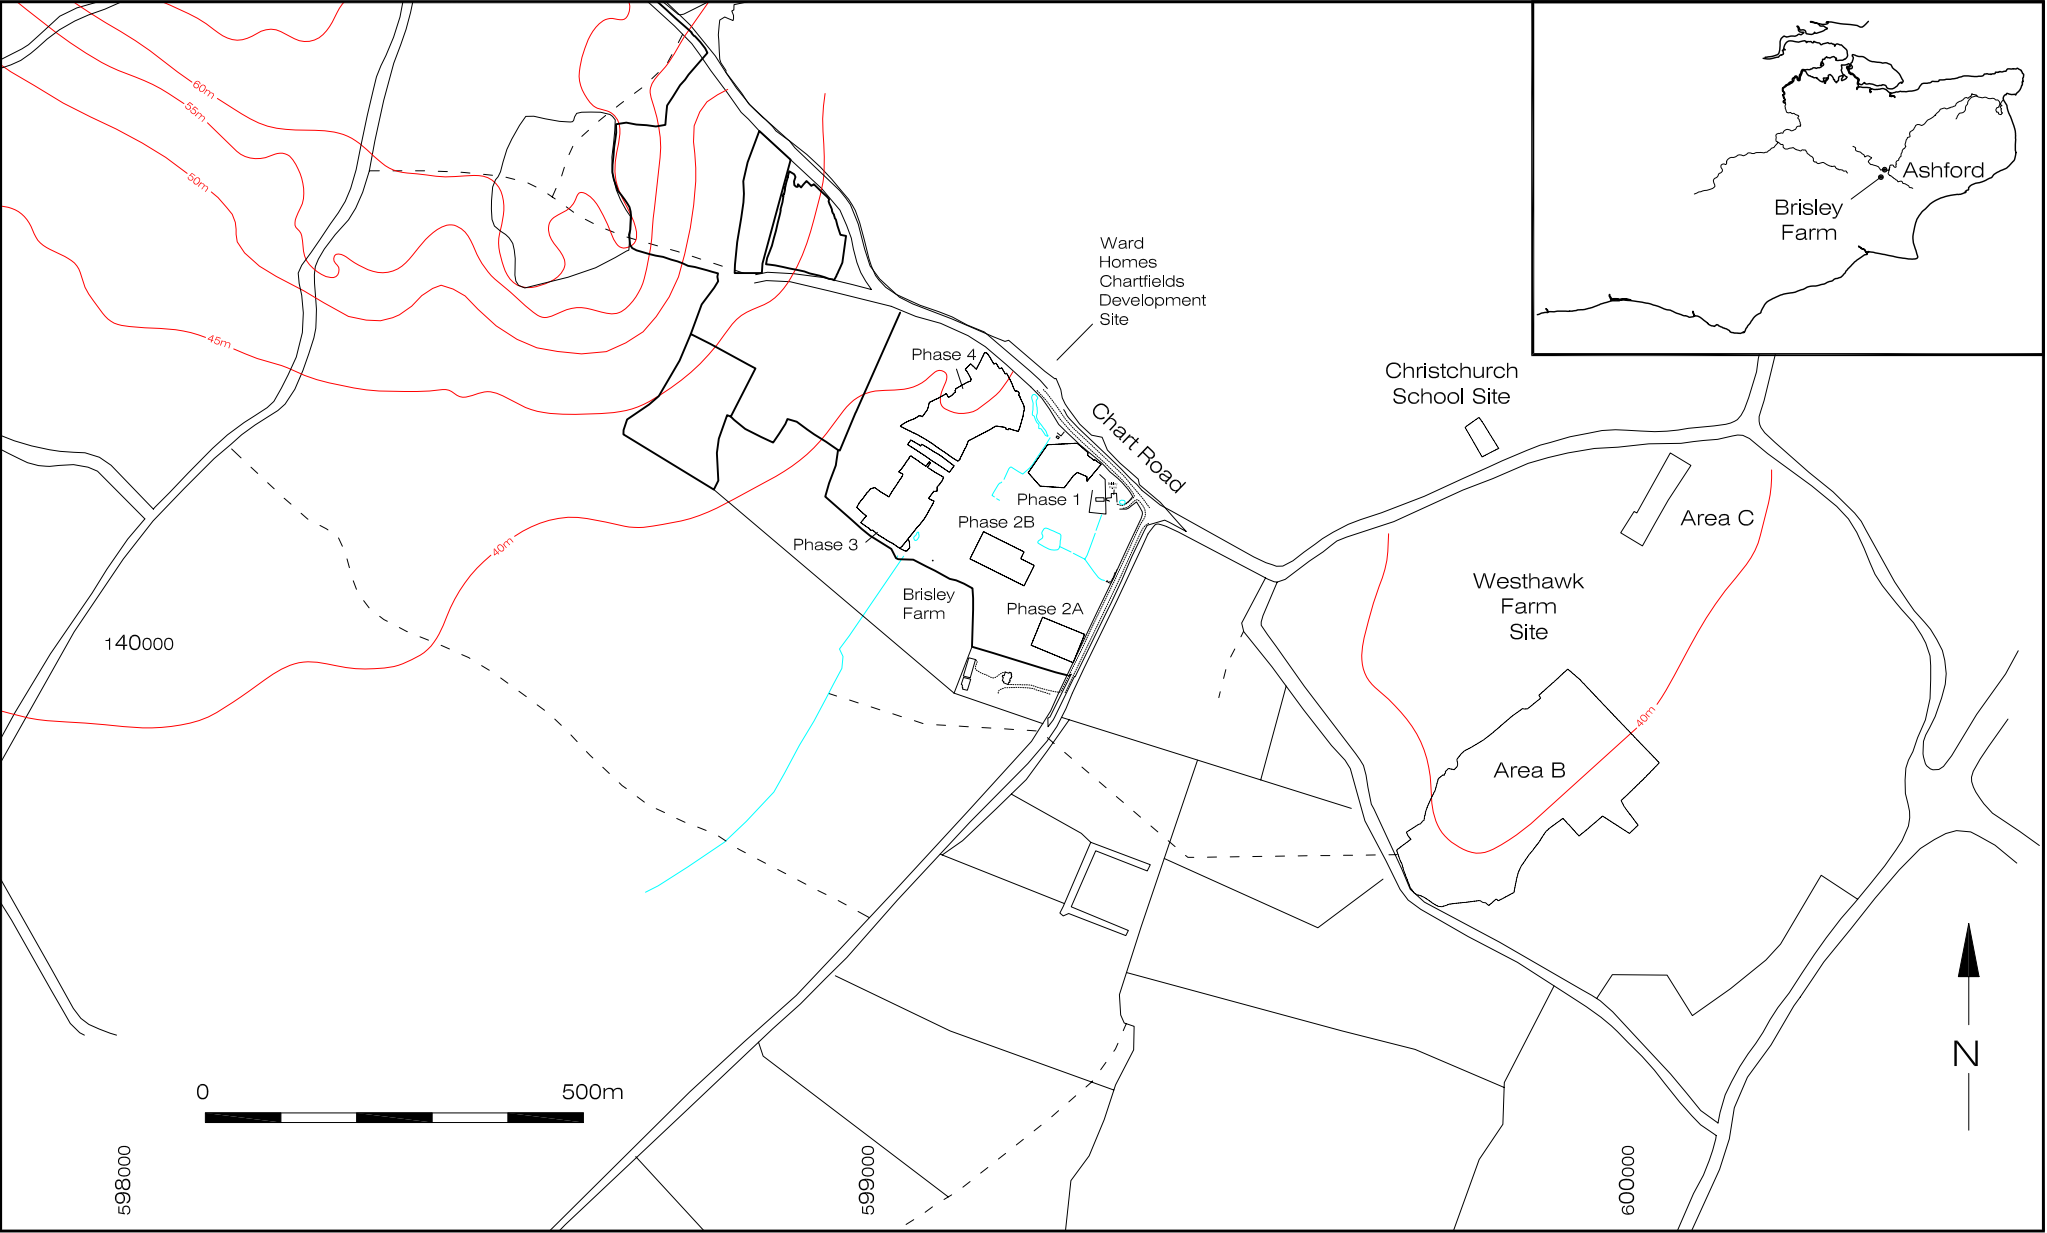 60m
55m
50m
45m
40m
Ashford
Brisley
Farm
Ward
Homes
Chartfields
Development
Site
Phase 4
Christchurch
School Site
Chart Road
Phase 1
Phase 2B
Phase 3
Area C
Brisley
Farm
Phase 2A
Westhawk
Farm
Site
140000
40m
Area B
N
0
500m
598000
599000
600000